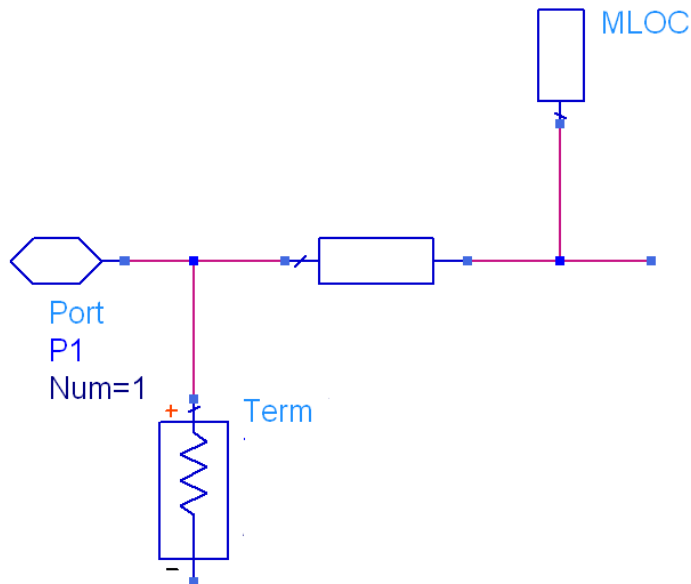 MLOC
Port
P1
Num=1
Term
+
−